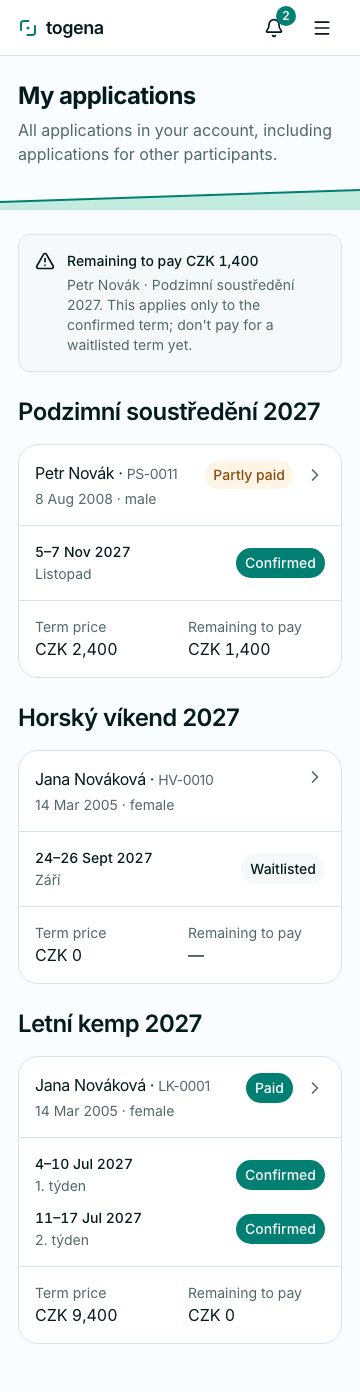 togena
2
My applications
All applications in your account, including
applications for other participants.
Remaining to pay CZK 1,400
Petr Novák · Podzimní soustředění
2027. This applies only to the
confirmed term; don't pay for a
waitlisted term yet.
Podzimní soustředění 2027
Petr Novák · PS-0011
Partly paid
8 Aug 2008 · male
5–7 Nov 2027
Listopad
Confirmed
Term price
Remaining to pay
CZK 2,400
CZK 1,400
Horský víkend 2027
Jana Nováková · HV-0010
14 Mar 2005 · female
24–26 Sept 2027
Září
Waitlisted
Term price
Remaining to pay
CZK 0
—
Letní kemp 2027
Jana Nováková · LK-0001
Paid
14 Mar 2005 · female
4–10 Jul 2027
1. týden
Confirmed
11–17 Jul 2027
2. týden
Confirmed
Term price
Remaining to pay
CZK 9,400
CZK 0